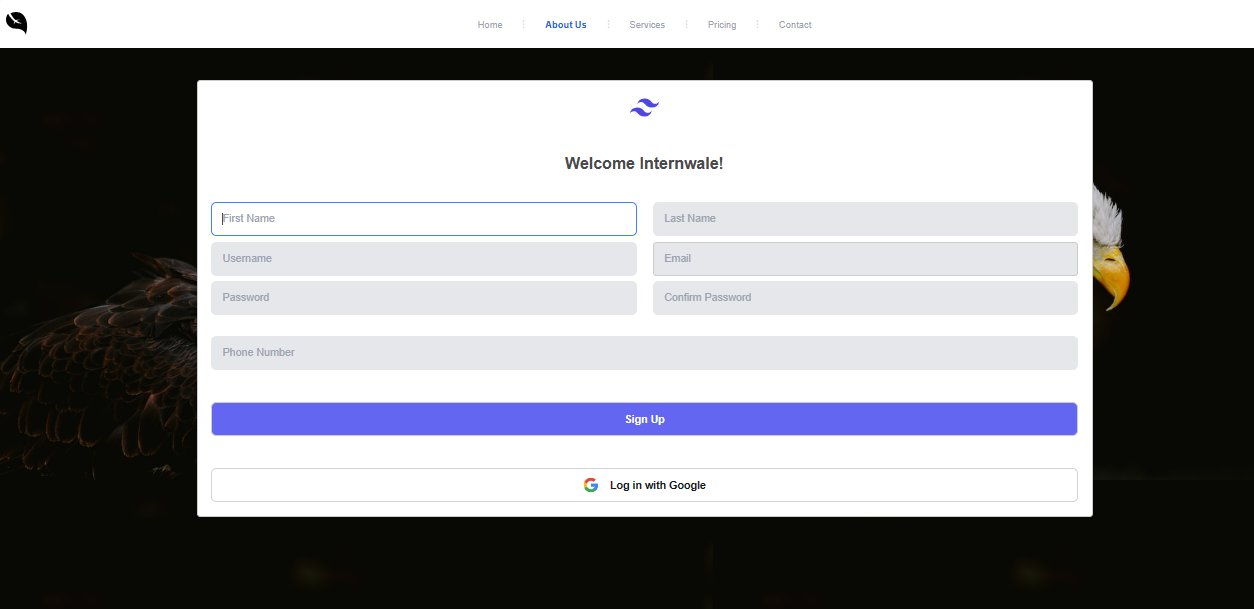 Home About Us Services Pricing Contact
Welcome Internwale!
First Name Last Name
Username Email
Password Confirm Password
Phone Number
Sign Up
Log in with Google